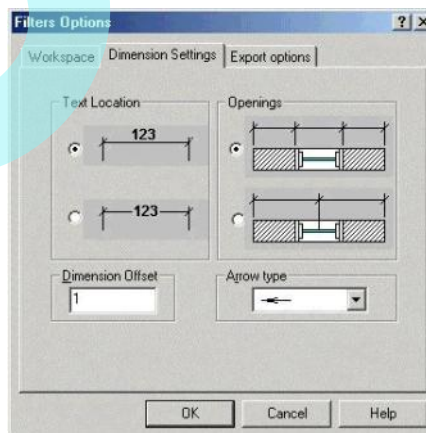 Filters Options
Workspace
Dimension Settings
Export options
Text Location
Openings
123
123
Dimension Offset
1
Arrow type
OK
Cancel
Help